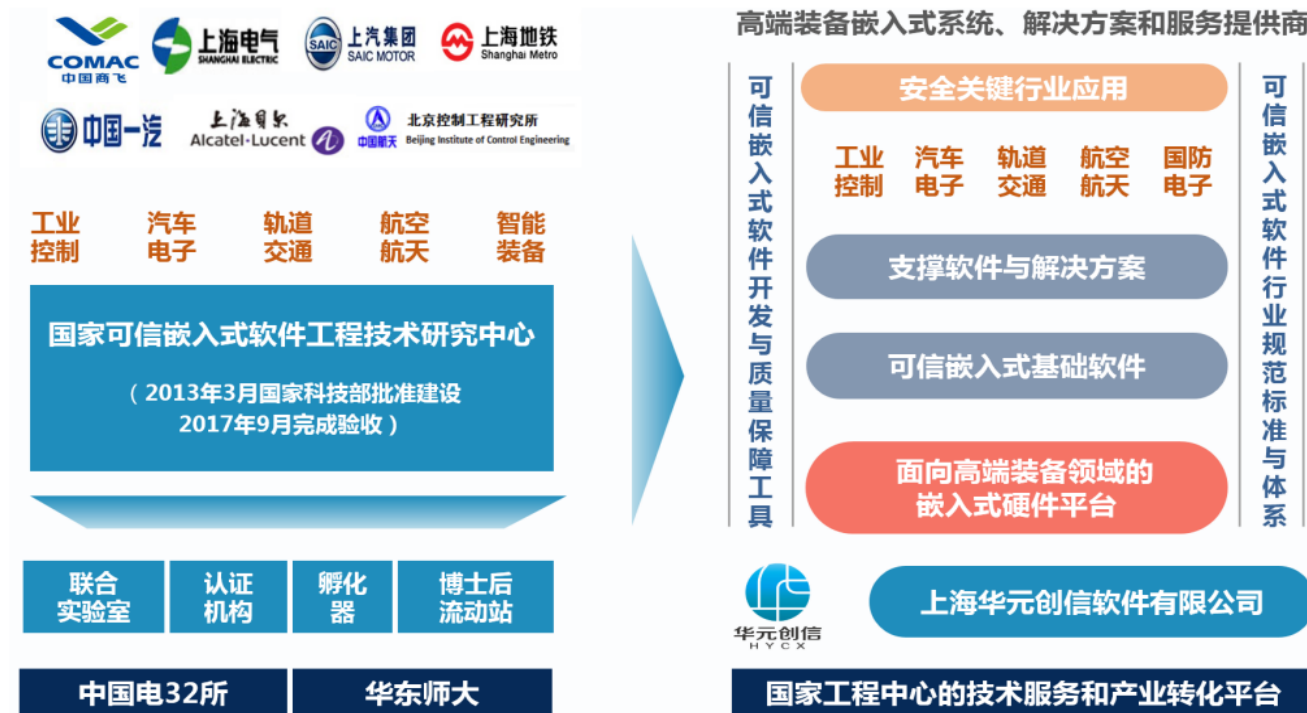 COMAC
中国商飞
上海电气
SHANGHAI ELECTRIC
SAIC
上汽集团
SAIC MOTOR
上海地铁
Shanghai Metro
中国一汽
上海贝尔
Alcatel·Lucent
中国航天
北京控制工程研究所
Beijing Institute of Control Engineering
工业
控制
汽车
电子
轨道
交通
航空
航天
智能
装备
国家可信嵌入式软件工程技术研究中心
（2013年3月国家科技部批准建设
2017年9月完成验收）
联合
实验室
认证
机构
孵化
器
博士后
流动站
中国电32所
华东师大
高端装备嵌入式系统、解决方案和服务提供商
可信嵌入式软件开发与质量保障工具
安全关键行业应用
工业
控制
汽车
电子
轨道
交通
航空
航天
国防
电子
支撑软件与解决方案
可信嵌入式基础软件
面向高端装备领域的
嵌入式硬件平台
可信嵌入式软件行业规范标准与体系
华元创信
HYCX
上海华元创信软件有限公司
国家工程中心的技术服务和产业转化平台